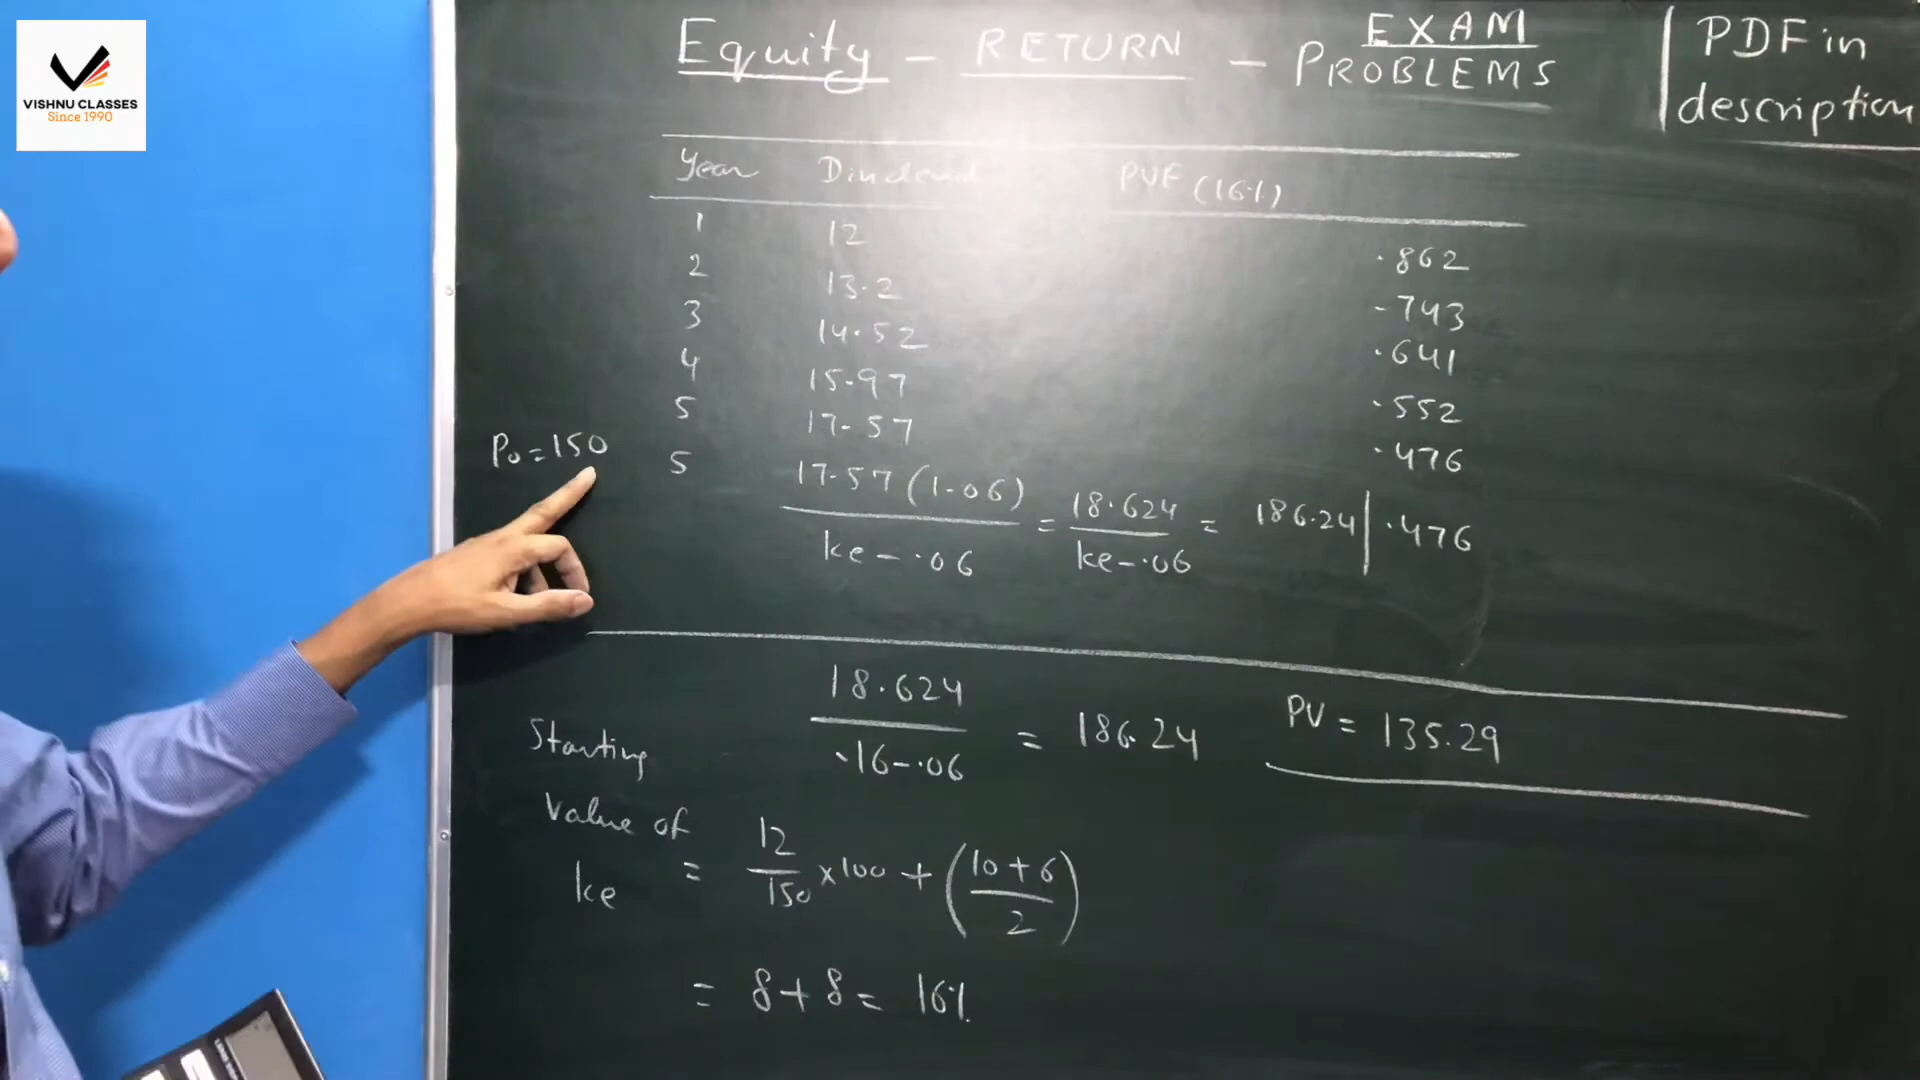 VISHNU CLASSES
Since 1990
Equity - RETURN - EXAM PROBLEMS
PDF in
description
Year Dividend PVF (16%)
1 12 .862
2 13.2 .743
3 14.52 .641
4 15.97 .552
5 17.57 .476
P0 = 150
5 17.57 (1.06) / ke - .06 = 18.624 / ke - .06 = 186.24 | .476
18.624 / .16 - .06 = 186.24
PV = 135.29
Starting
Value of
ke = 12/150 x 100 + (10 + 6 / 2)
= 8 + 8 = 16%